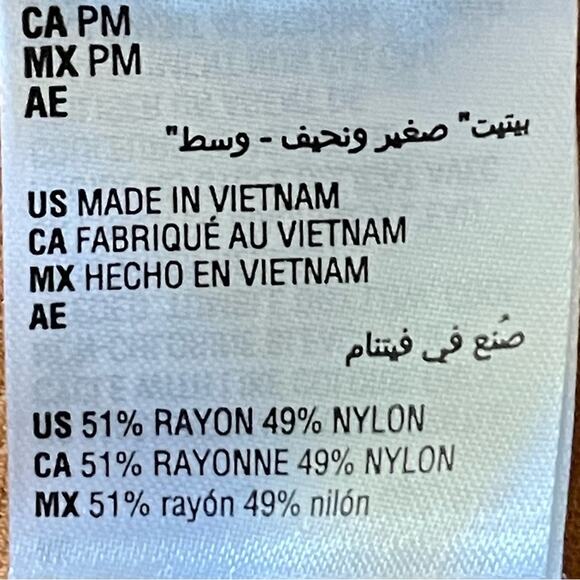 CA PM
MX PM
AE
بيتيت" صغير ونحيف - وسط"
US MADE IN VIETNAM
CA FABRIQUÉ AU VIETNAM
MX HECHO EN VIETNAM
AE
صُنع في فيتنام
US 51% RAYON 49% NYLON
CA 51% RAYONNE 49% NYLON
MX 51% rayón 49% nilón